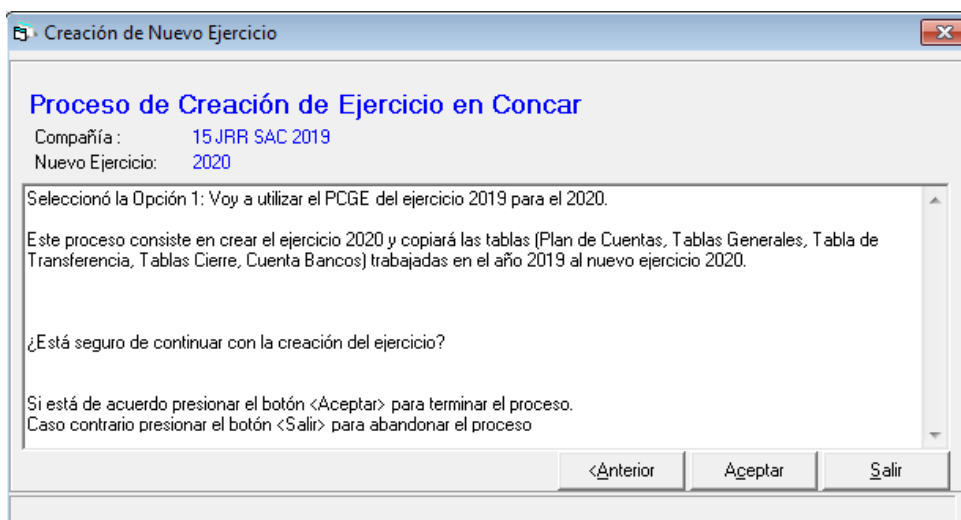 Creación de Nuevo Ejercicio
Proceso de Creación de Ejercicio en Concar
Compañía : 15 JRR SAC 2019
Nuevo Ejercicio: 2020
Seleccionó la Opción 1: Voy a utilizar el PCGE del ejercicio 2019 para el 2020.
Este proceso consiste en crear el ejercicio 2020 y copiará las tablas (Plan de Cuentas, Tablas Generales, Tabla de
Transferencia, Tablas Cierre, Cuenta Bancos) trabajadas en el año 2019 al nuevo ejercicio 2020.
¿Está seguro de continuar con la creación del ejercicio?
Si está de acuerdo presionar el botón <Aceptar> para terminar el proceso.
Caso contrario presionar el botón <Salir> para abandonar el proceso
<Anterior Aceptar Salir